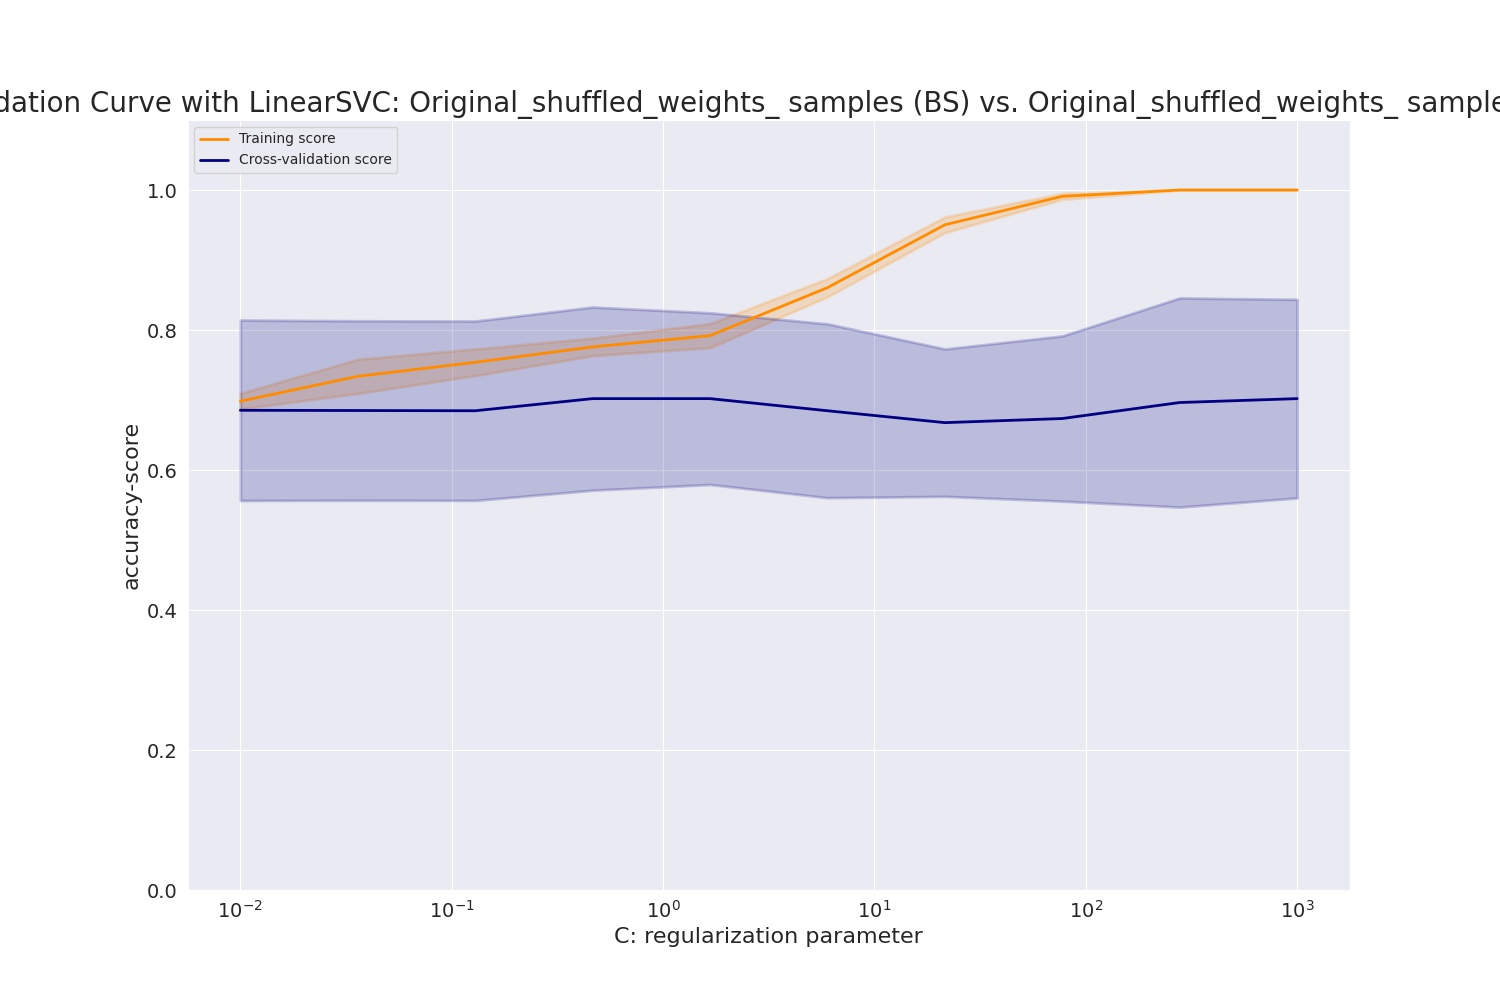 dation Curve with LinearSVC: Original_shuffled_weights_ samples (BS) vs. Original_shuffled_weights_ sample
Training score
Cross-validation score
1.0
0.8
0.6
0.4
0.2
0.0
accuracy-score
10⁻² 10⁻¹ 10⁰ 10¹ 10² 10³
C: regularization parameter